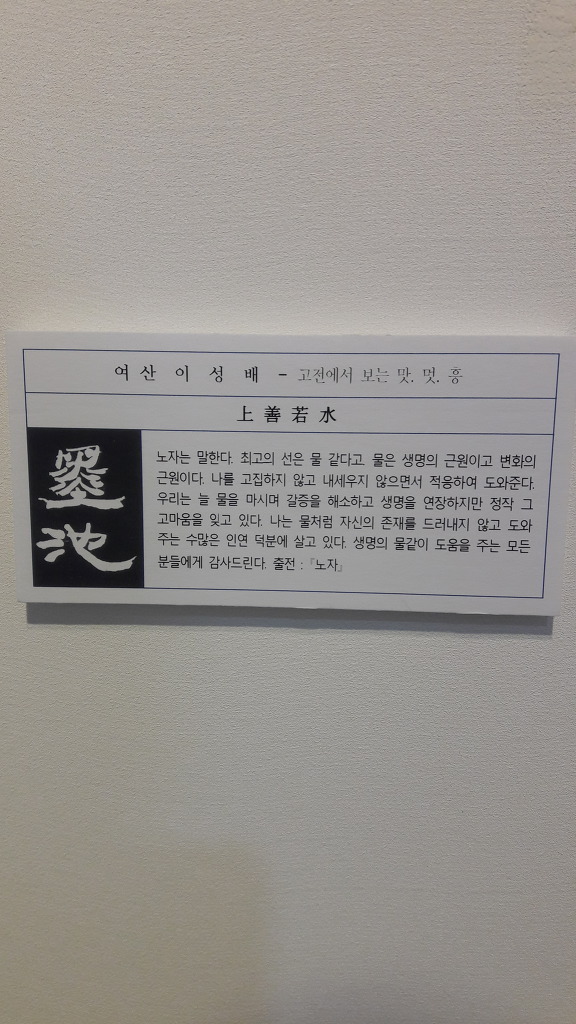 여산 이성배 - 고전에서 보는 맛. 멋. 흥
上善若水
墨池
노자는 말한다. 최고의 선은 물 같다고. 물은 생명의 근원이고 변화의
근원이다. 나를 고집하지 않고 내세우지 않으면서 적응하여 도와준다.
우리는 늘 물을 마시며 갈증을 해소하고 생명을 연장하지만 정작 그
고마움을 잊고 있다. 나는 물처럼 자신의 존재를 드러내지 않고 도와
주는 수많은 인연 덕분에 살고 있다. 생명의 물같이 도움을 주는 모든
분들에게 감사드린다. 출전 : 『노자』